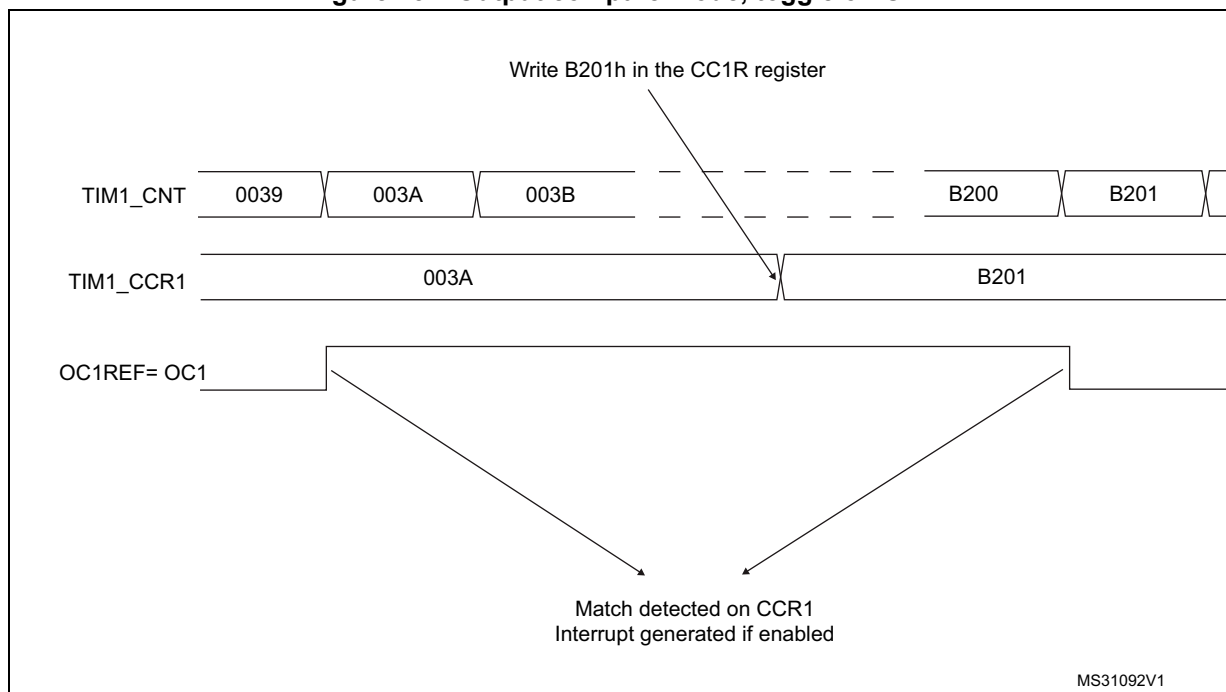 Write B201h in the CC1R register
TIM1_CNT 0039 003A 003B B200 B201
TIM1_CCR1 003A B201
OC1REF= OC1
Match detected on CCR1
Interrupt generated if enabled
MS31092V1